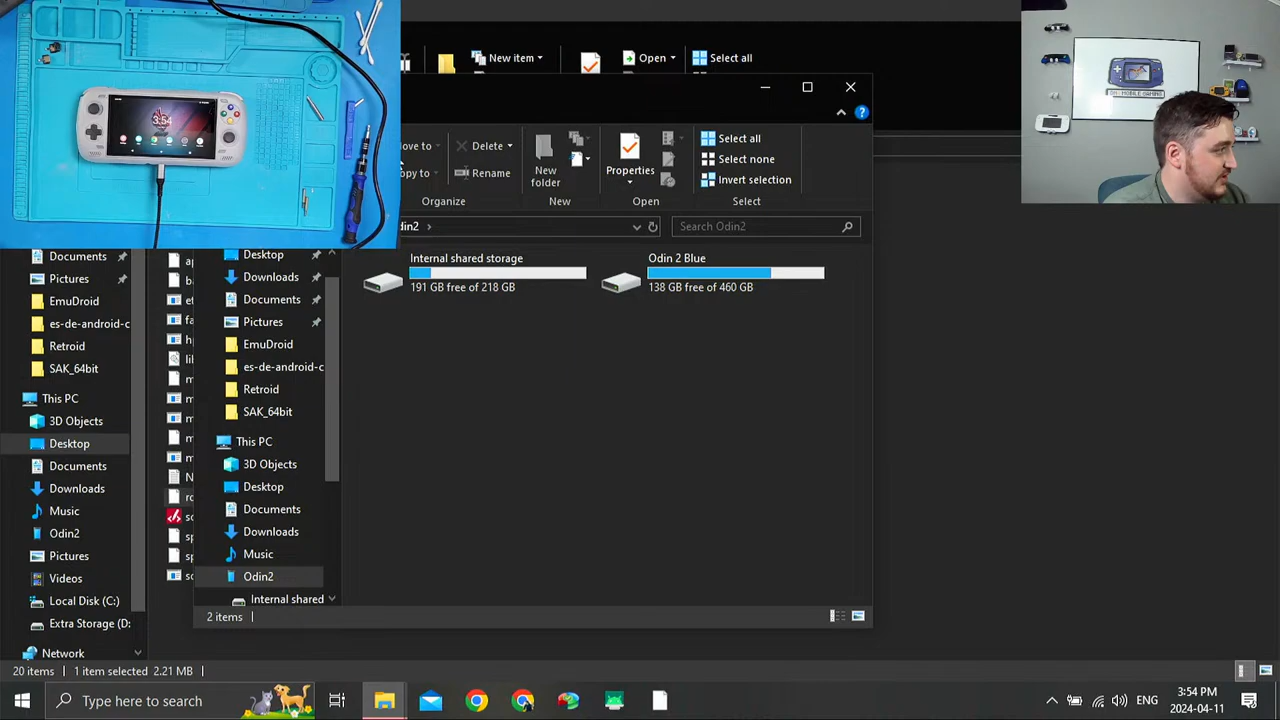 New item
Open
Select all
Move to
Copy to
Delete
Rename
New
folder
Properties
Select all
Select none
Invert selection
Organize
New
Open
Select
Search Odin2
3:54
Internal shared storage
191 GB free of 218 GB
Odin 2 Blue
138 GB free of 460 GB
Documents
Pictures
EmuDroid
es-de-android-c
Retroid
SAK_64bit
This PC
3D Objects
Desktop
Documents
Downloads
Music
Odin2
Pictures
Videos
Local Disk (C:)
Extra Storage (D:
Network
Desktop
Downloads
Documents
Pictures
EmuDroid
es-de-android-c
Retroid
SAK_64bit
This PC
3D Objects
Desktop
Documents
Downloads
Music
Odin2
Internal shared
2 items
20 items
1 item selected 2.21 MB
Type here to search
ENG
3:54 PM
2024-04-11